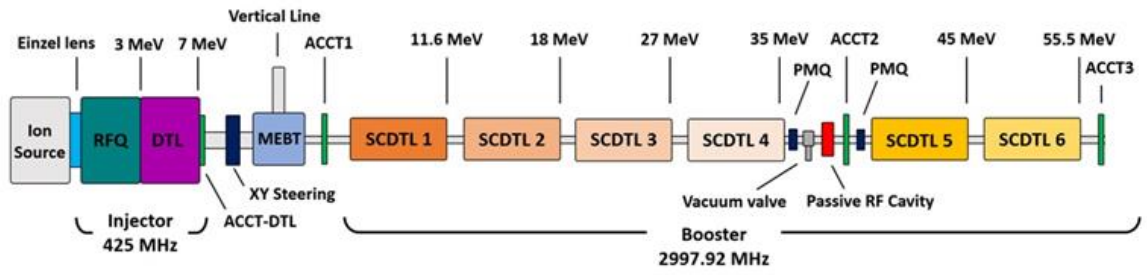 Vertical Line
Einzel lens
3 MeV
7 MeV
ACCT1
11.6 MeV
18 MeV
27 MeV
35 MeV
ACCT2
45 MeV
55.5 MeV
PMQ
PMQ
ACCT3
Ion
Source
RFQ
DTL
MEBT
SCDTL 1
SCDTL 2
SCDTL 3
SCDTL 4
SCDTL 5
SCDTL 6
XY Steering
ACCT-DTL
Vacuum valve
Passive RF Cavity
Injector
425 MHz
Booster
2997.92 MHz